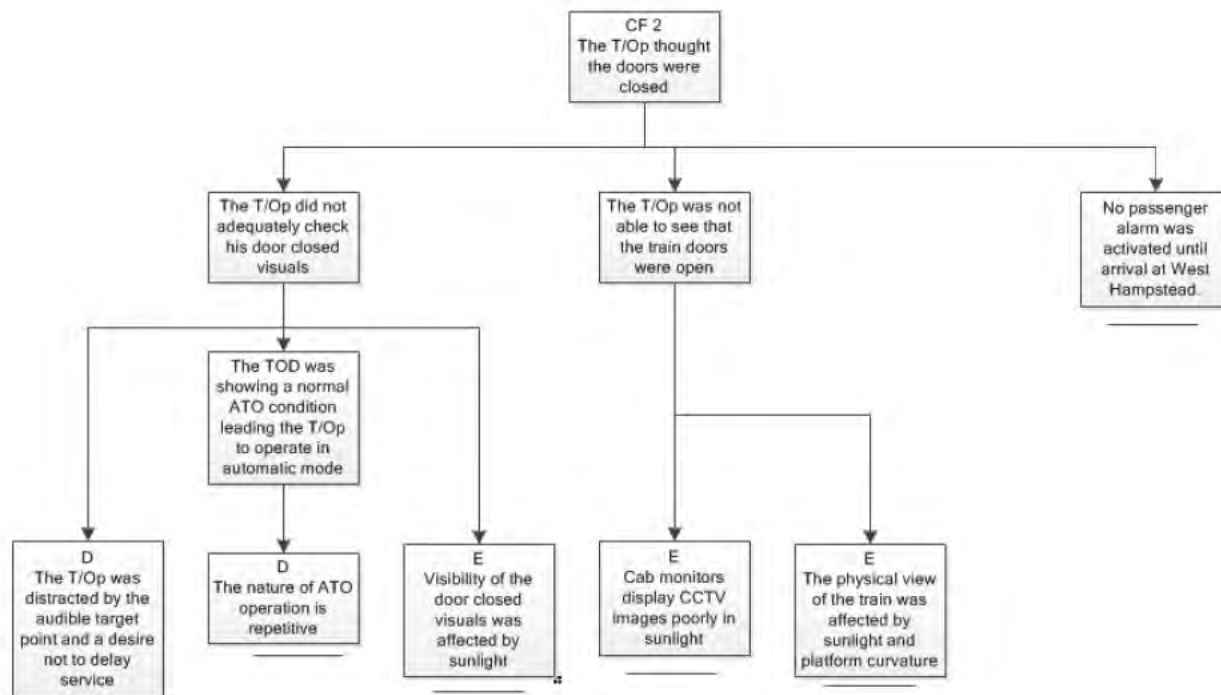 CF 2
The T/Op thought
the doors were
closed
The T/Op did not
adequately check
his door closed
visuals
The T/Op was not
able to see that
the train doors
were open
No passenger
alarm was
activated until
arrival at West
Hampstead.
The TOD was
showing a normal
ATO condition
leading the T/Op
to operate in
automatic mode
D
The T/Op was
distracted by the
audible target
point and a desire
not to delay
service
D
The nature of ATO
operation is
repetitive
E
Visibility of the
door closed
visuals was
affected by
sunlight
E
Cab monitors
display CCTV
images poorly in
sunlight
E
The physical view
of the train was
affected by
sunlight and
platform curvature